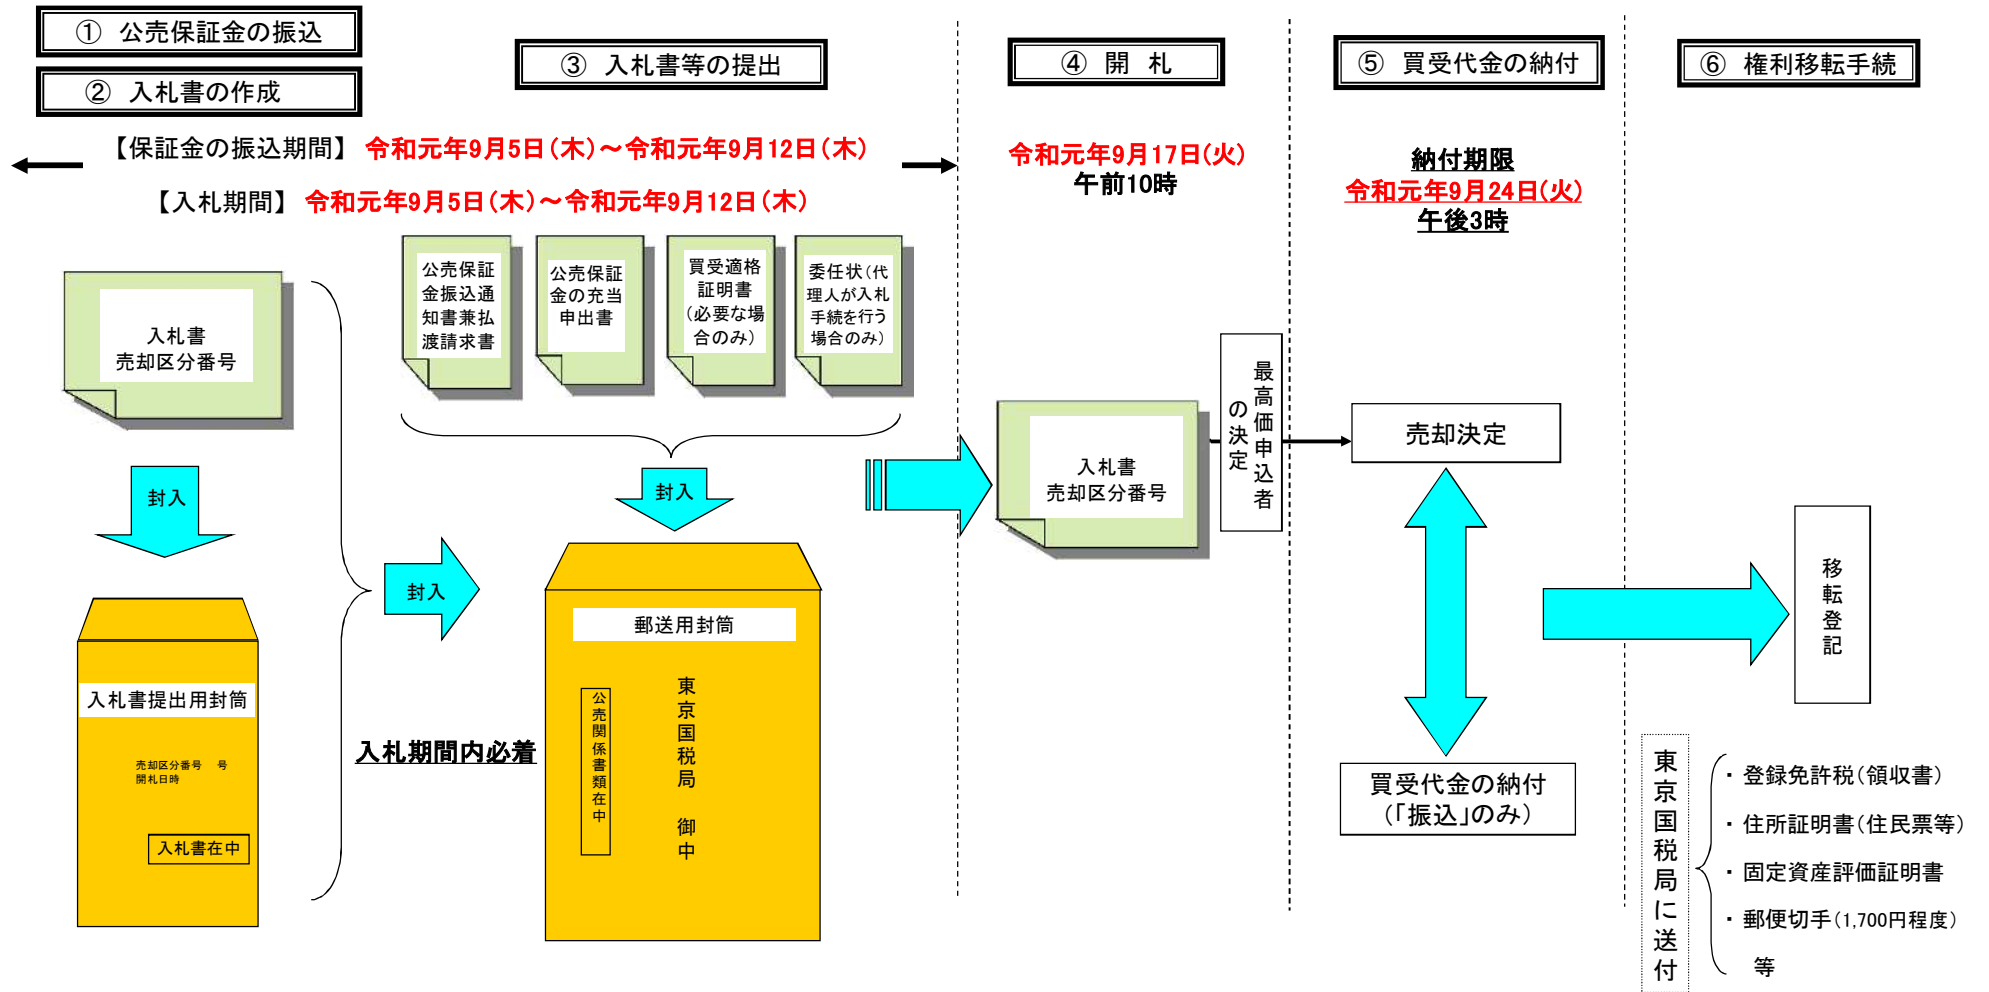 ① 公売保証金の振込
② 入札書の作成
③ 入札書等の提出
④ 開 札
⑤ 買受代金の納付
⑥ 権利移転手続
【保証金の振込期間】 令和元年9月5日(木)～令和元年9月12日(木)
【入札期間】 令和元年9月5日(木)～令和元年9月12日(木)
令和元年9月17日(火)
午前10時
納付期限
令和元年9月24日(火)
午後3時
入札書
売却区分番号
封入
入札書提出用封筒
売却区分番号 号
開札日時
入札書在中
公売保証
金振込通
知書兼払
渡請求書
公売保証
金の充当
申出書
買受適格
証明書
(必要な場
合のみ)
委任状(代
理人が入札
手続を行う
場合のみ)
封入
封入
入札期間内必着
郵送用封筒
公売関係書類在中
東京国税局 御中
入札書
売却区分番号
最高価申込者
の決定
売却決定
買受代金の納付
(「振込」のみ)
移転登記
東京国税局に送付
・ 登録免許税(領収書)
・ 住所証明書(住民票等)
・ 固定資産評価証明書
・ 郵便切手(1,700円程度)
等